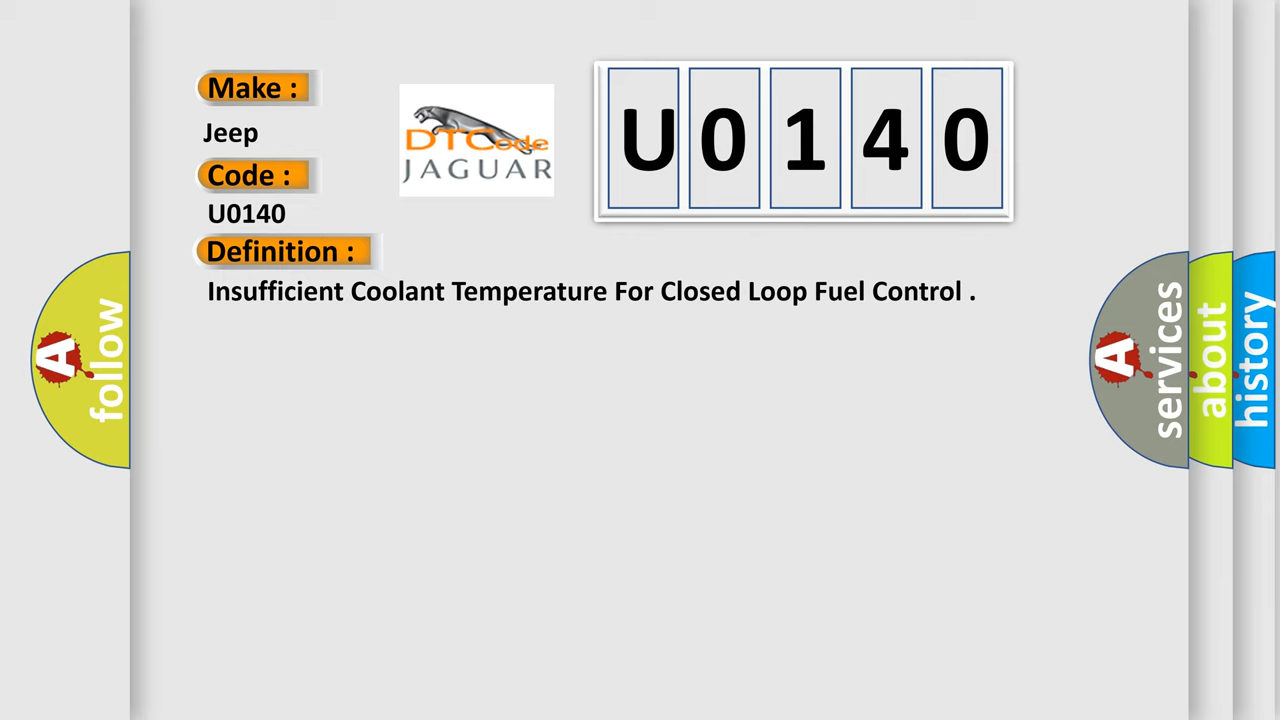 Make :
Jeep
Code :
U0140
Definition :
Insufficient Coolant Temperature For Closed Loop Fuel Control .
DTCode
JAGUAR
U0140
A
follow
A
services
about
history